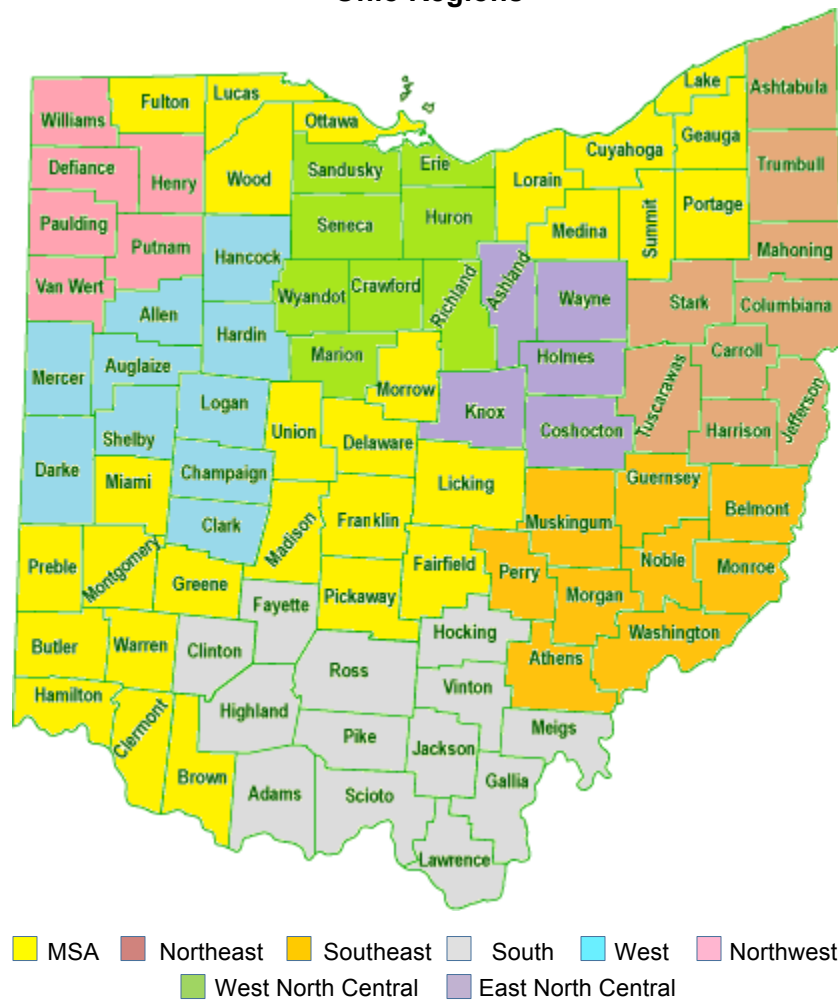 Ohio Regions
Lake
Ashtabula
Lucas
Fulton
Williams
Ottawa
Geauga
Cuyahoga
Erie
Trumbull
Defiance
Sandusky
Henry
Wood
Lorain
Portage
Paulding
Huron
Seneca
Summit
Medina
Putnam
Mahoning
Hancock
Van Wert
Crawford
Wyandot
Richland
Ashland
Wayne
Stark
Columbiana
Allen
Hardin
Marion
Holmes
Carroll
Auglaize
Mercer
Morrow
Tuscarawas
Jefferson
Logan
Knox
Union
Coshocton
Harrison
Shelby
Delaware
Darke
Champaign
Miami
Licking
Guernsey
Belmont
Clark
Franklin
Muskingum
Madison
Montgomery
Preble
Fairfield
Perry
Noble
Monroe
Greene
Pickaway
Morgan
Fayette
Hocking
Washington
Butler
Warren
Clinton
Ross
Athens
Hamilton
Vinton
Highland
Clermont
Pike
Jackson
Meigs
Brown
Adams
Scioto
Gallia
Lawrence
MSA Northeast Southeast South West Northwest
West North Central East North Central